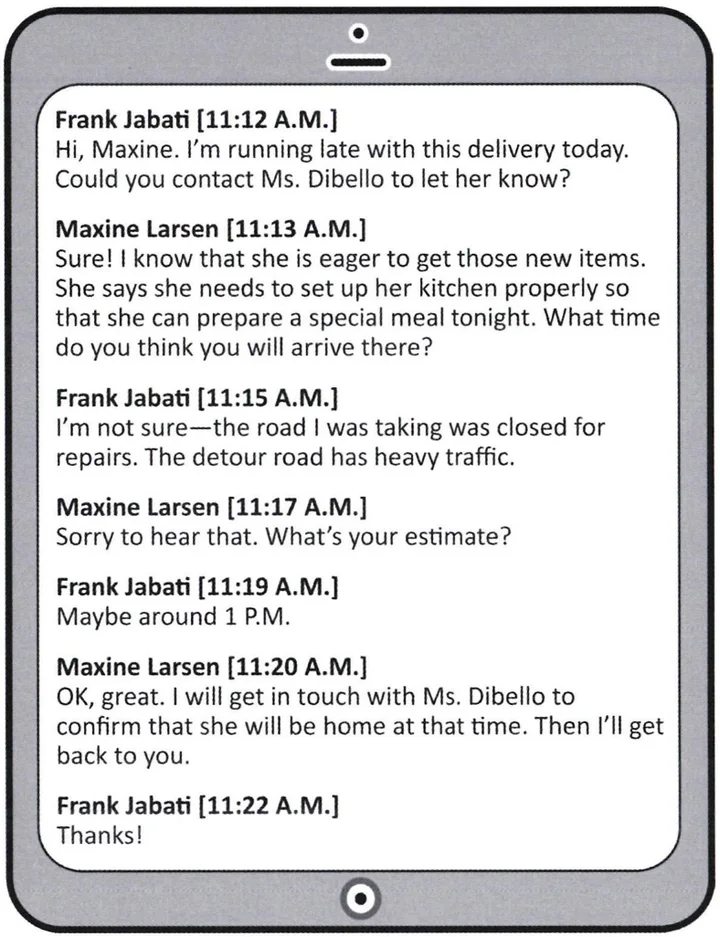 Frank Jabati [11:12 A.M.]
Hi, Maxine. I'm running late with this delivery today.
Could you contact Ms. Dibello to let her know?
Maxine Larsen [11:13 A.M.]
Sure! I know that she is eager to get those new items.
She says she needs to set up her kitchen properly so
that she can prepare a special meal tonight. What time
do you think you will arrive there?
Frank Jabati [11:15 A.M.]
I'm not sure—the road I was taking was closed for
repairs. The detour road has heavy traffic.
Maxine Larsen [11:17 A.M.]
Sorry to hear that. What's your estimate?
Frank Jabati [11:19 A.M.]
Maybe around 1 P.M.
Maxine Larsen [11:20 A.M.]
OK, great. I will get in touch with Ms. Dibello to
confirm that she will be home at that time. Then I'll get
back to you.
Frank Jabati [11:22 A.M.]
Thanks!